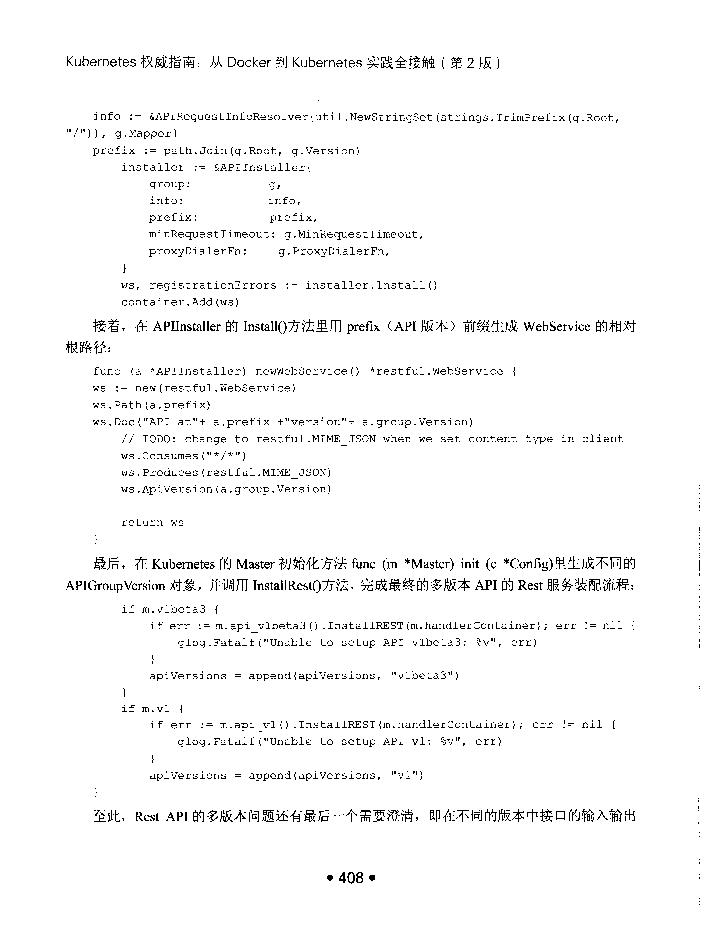 Kubernetes 权威指南：从 Docker 到 Kubernetes 实践全接触（第 2 版）
info := &APIRequestInfoResolver{util.NewStringSet(strings.TrimPrefix(g.Root,
"/")), g.Mapper}
prefix := path.Join(g.Root, g.Version)
installer := &APIInstaller{
group: g,
info: info,
prefix: prefix,
minRequestTimeout: g.MinRequestTimeout,
proxyDialerFn: g.ProxyDialerFn,
}
ws, registrationErrors := installer.Install()
container.Add(ws)
接着，在 APIInstaller 的 Install()方法里用 prefix（API 版本）前缀生成 WebService 的相对
根路径：
func (a *APIInstaller) newWebService() *restful.WebService {
ws := new(restful.WebService)
ws.Path(a.prefix)
ws.Doc("API at"+ a.prefix +"version"+ a.group.Version)
// TODO: change to restful.MIME_JSON when we set content type in client
ws.Consumes("*/*")
ws.Produces(restful.MIME_JSON)
ws.ApiVersion(a.group.Version)
return ws
}
最后，在 Kubernetes 的 Master 初始化方法 func (m *Master) init (c *Config)里生成不同的
APIGroupVersion 对象，并调用 InstallRest()方法，完成最终的多版本 API 的 Rest 服务装配流程：
if m.v1beta3 {
if err := m.api_v1beta3().InstallREST(m.handlerContainer); err != nil {
glog.Fatalf("Unable to setup API v1beta3: %v", err)
}
apiVersions = append(apiVersions, "v1beta3")
}
if m.v1 {
if err := m.api_v1().InstallREST(m.handlerContainer); err != nil {
glog.Fatalf("Unable to setup API v1: %v", err)
}
apiVersions = append(apiVersions, "v1")
}
至此，Rest API 的多版本问题还有最后一个需要澄清，即在不同的版本中接口的输入输出
• 408 •